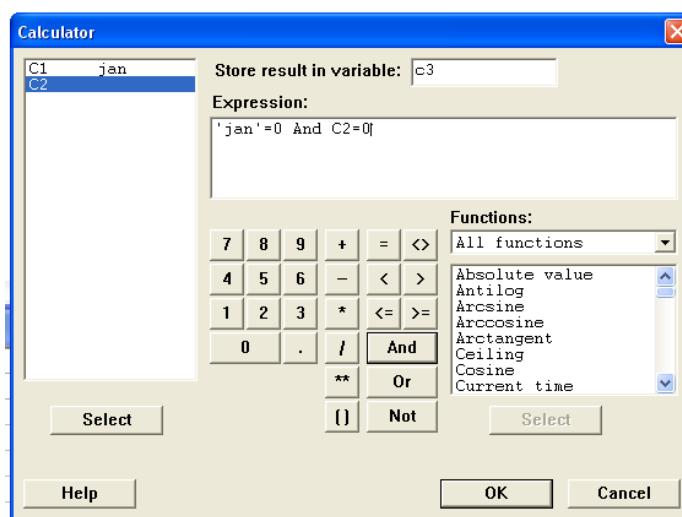 Calculator
C1 jan
C2
Store result in variable: c3
Expression:
'jan'=0 And C2=0
Functions:
All functions
7 8 9 + = <>
4 5 6 – < >
1 2 3 * <= >=
0 . / And
** Or
() Not
Absolute value
Antilog
Arcsine
Arccosine
Arctangent
Ceiling
Cosine
Current time
Select
Select
Help
OK
Cancel